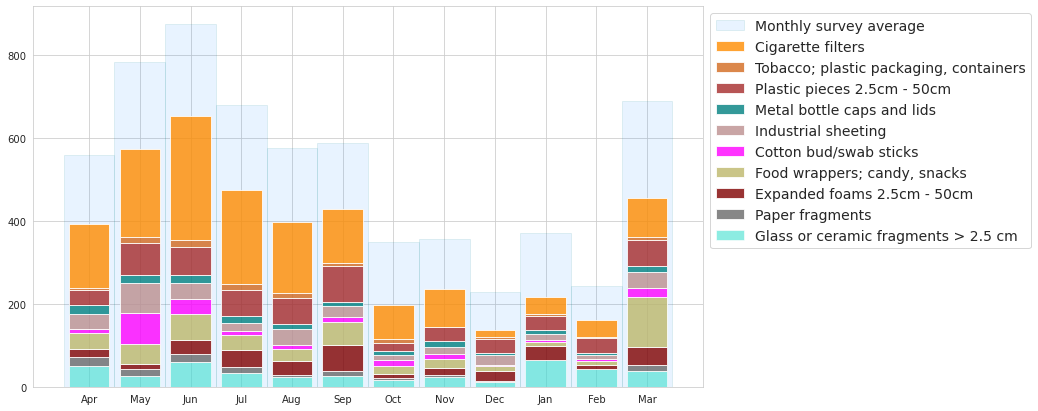 800
600
400
200
0
Apr May Jun Jul Aug Sep Oct Nov Dec Jan Feb Mar
Monthly survey average
Cigarette filters
Tobacco; plastic packaging, containers
Plastic pieces 2.5cm - 50cm
Metal bottle caps and lids
Industrial sheeting
Cotton bud/swab sticks
Food wrappers; candy, snacks
Expanded foams 2.5cm - 50cm
Paper fragments
Glass or ceramic fragments > 2.5 cm